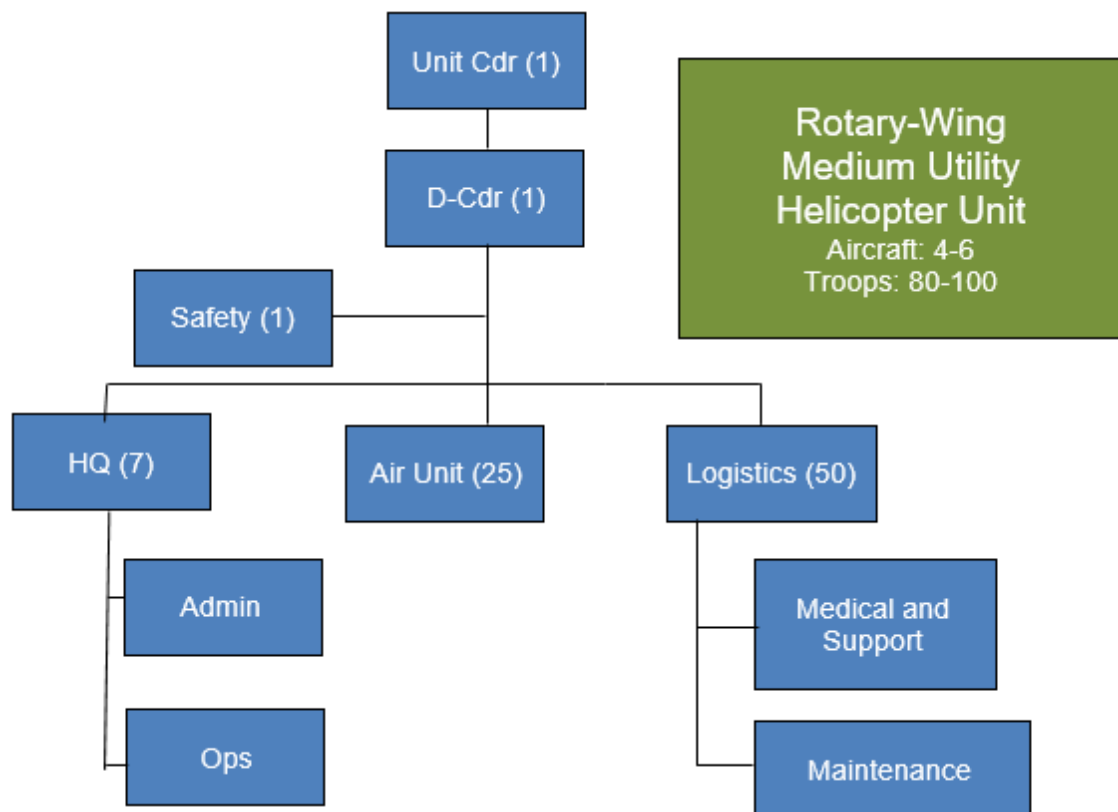 Unit Cdr (1)
Rotary-Wing
Medium Utility
Helicopter Unit
Aircraft: 4-6
Troops: 80-100
D-Cdr (1)
Safety (1)
HQ (7)
Air Unit (25)
Logistics (50)
Admin
Medical and
Support
Ops
Maintenance